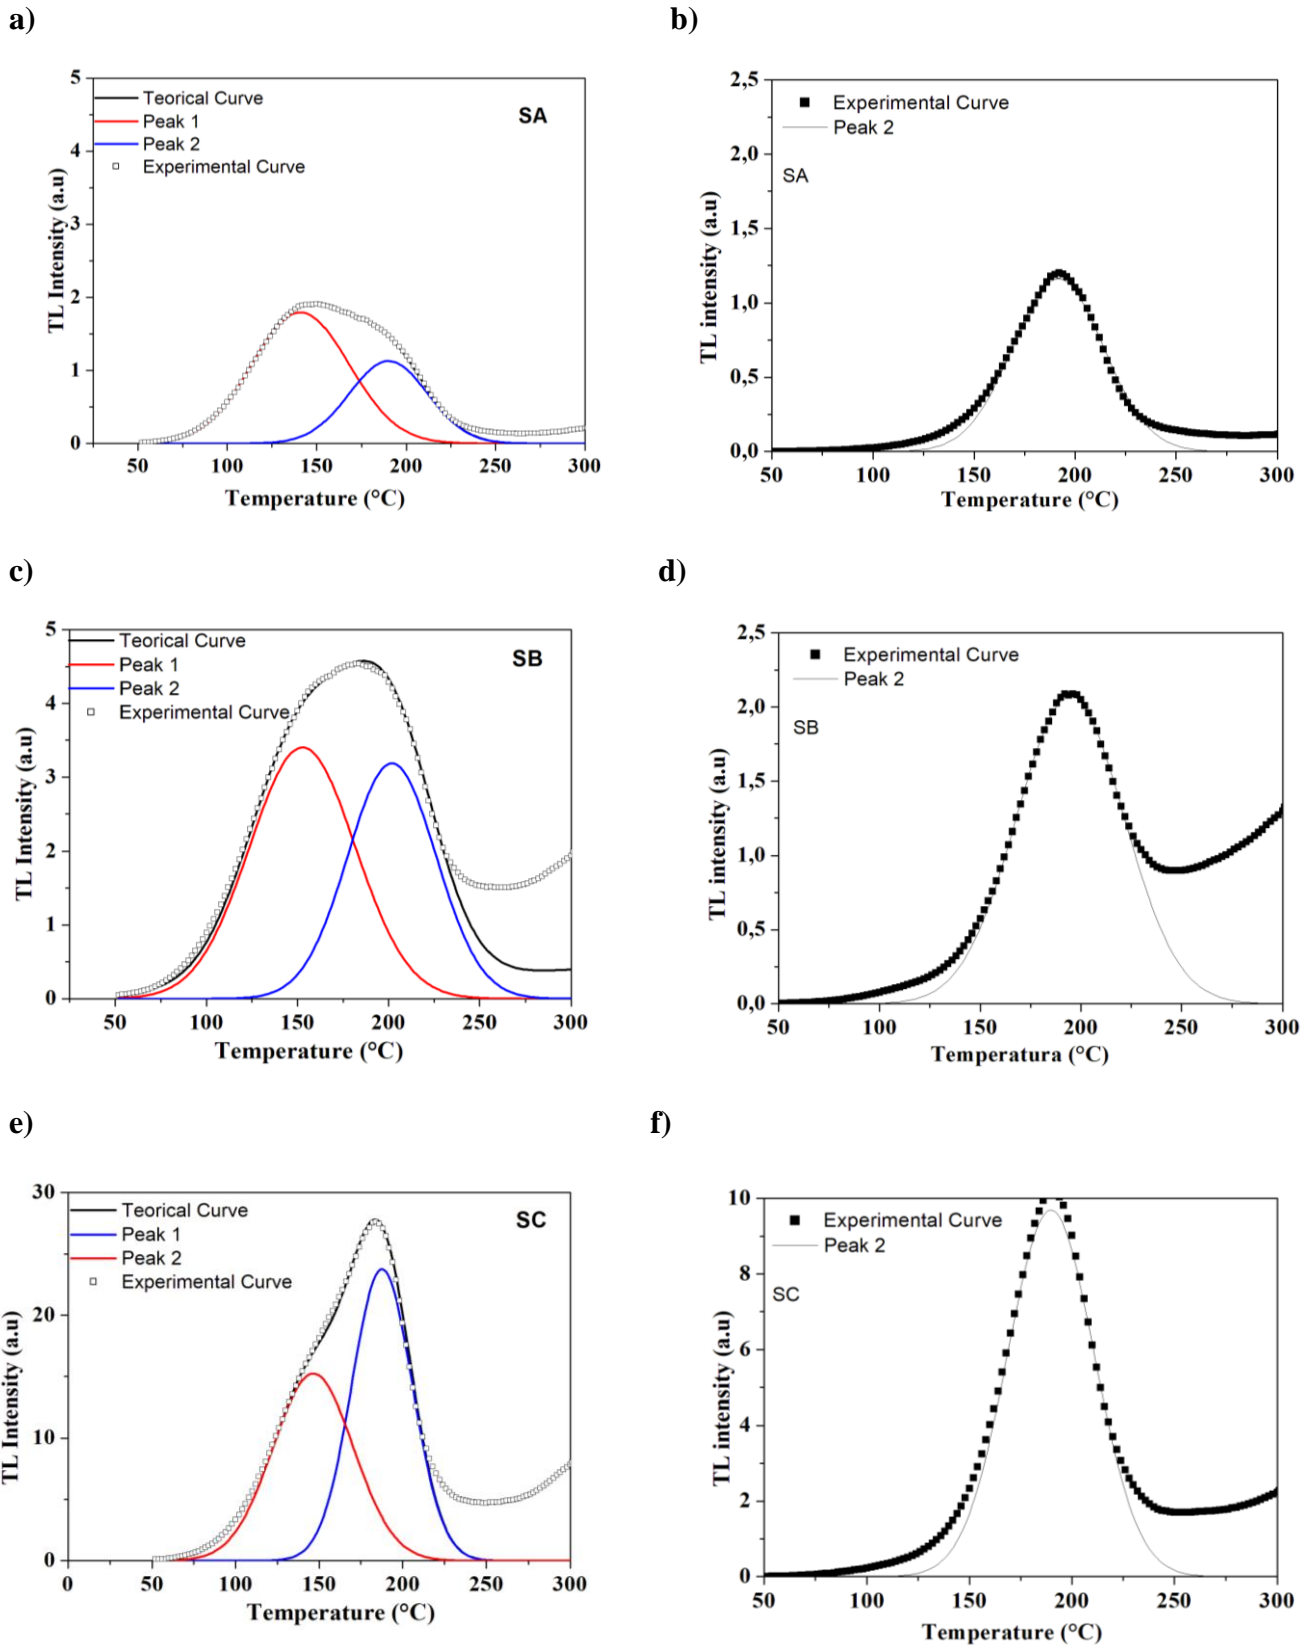 a)
5
4
3
2
1
0
TL Intensity (a.u)
Teorical Curve
Peak 1
Peak 2
Experimental Curve
SA
50 100 150 200 250 300
Temperature (°C)
b)
2,5
2,0
1,5
1,0
0,5
0,0
TL intensity (a.u)
Experimental Curve
Peak 2
SA
50 100 150 200 250 300
Temperature (°C)
c)
5
4
3
2
1
0
TL Intensity (a.u)
Teorical Curve
Peak 1
Peak 2
Experimental Curve
SB
50 100 150 200 250 300
Temperature (°C)
d)
2,5
2,0
1,5
1,0
0,5
0,0
TL intensity (a.u)
Experimental Curve
Peak 2
SB
50 100 150 200 250 300
Temperatura (°C)
e)
30
20
10
0
TL Intensity (a.u)
Teorical Curve
Peak 1
Peak 2
Experimental Curve
SC
0 50 100 150 200 250 300
Temperature (°C)
f)
10
8
6
4
2
0
TL intensity (a.u)
Experimental Curve
Peak 2
SC
50 100 150 200 250 300
Temperature (°C)